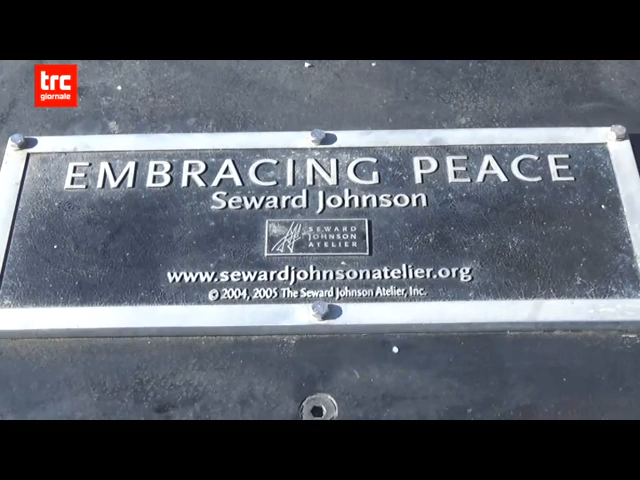 trc
giornale
EMBRACING PEACE
Seward Johnson
SEWARD
JOHNSON
ATELIER
www.sewardjohnsonatelier.org
© 2004, 2005 The Seward Johnson Atelier, Inc.